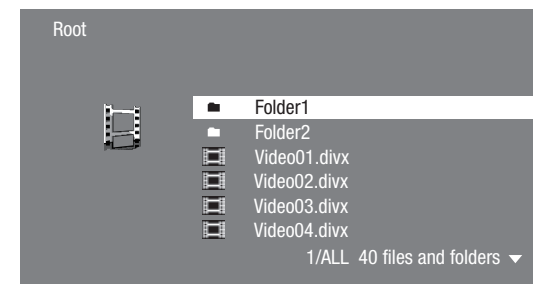 Root
Folder1
Folder2
Video01.divx
Video02.divx
Video03.divx
Video04.divx
1/ALL 40 files and folders